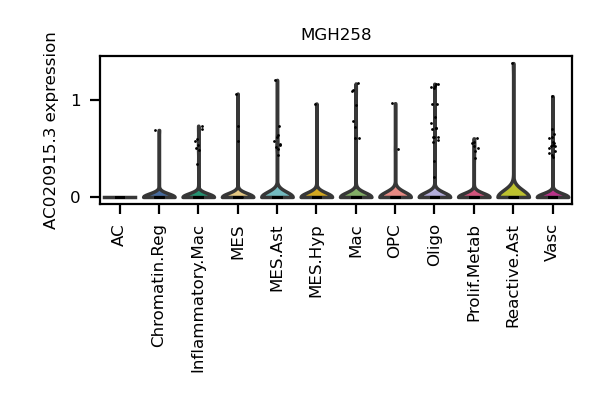 MGH258
AC020915.3 expression
1
0
AC
Chromatin.Reg
Inflammatory.Mac
MES
MES.Ast
MES.Hyp
Mac
OPC
Oligo
Prolif.Metab
Reactive.Ast
Vasc